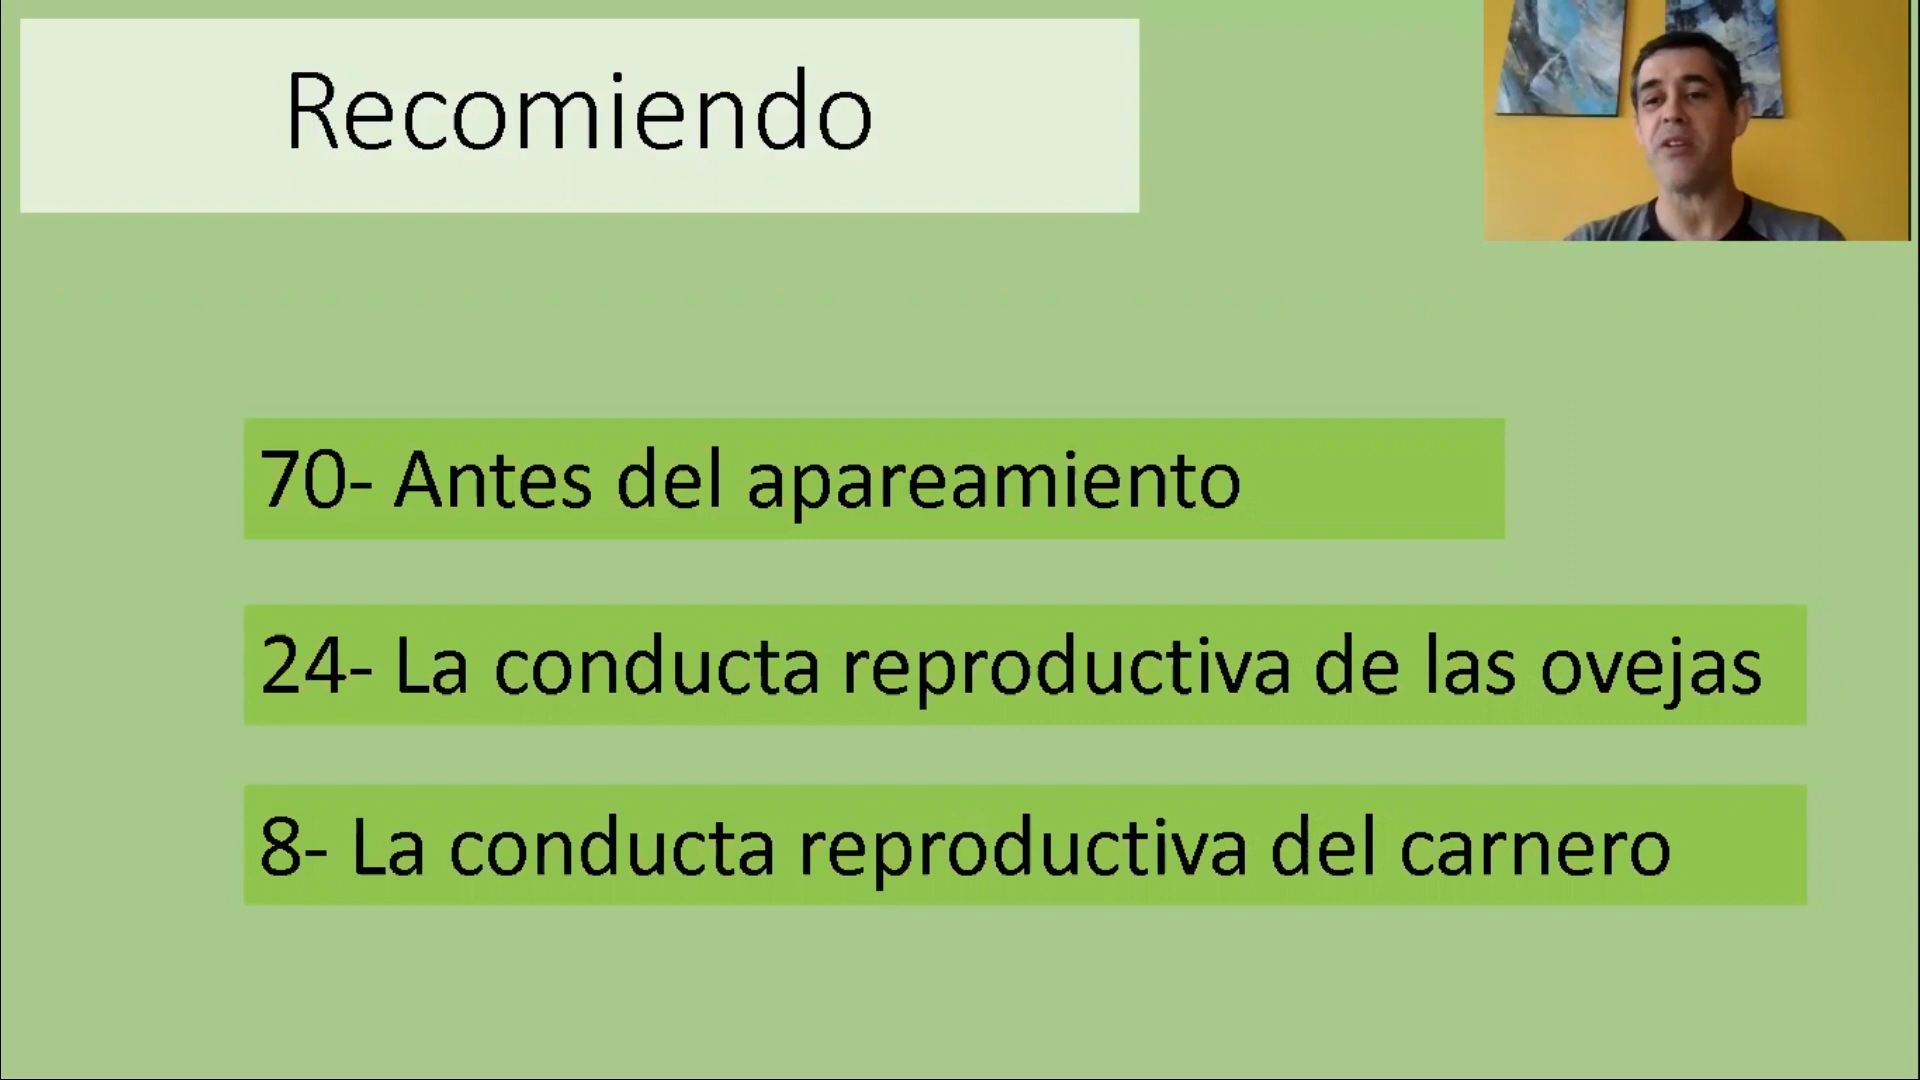 Recomiendo
70- Antes del apareamiento
24- La conducta reproductiva de las ovejas
8- La conducta reproductiva del carnero